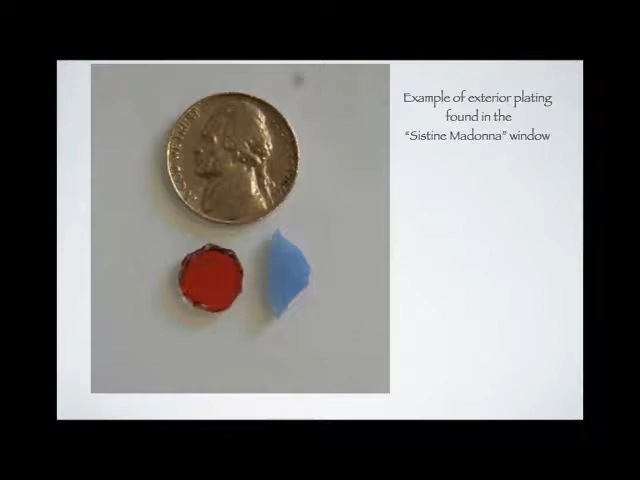 Example of exterior plating
found in the
“Sistine Madonna” window